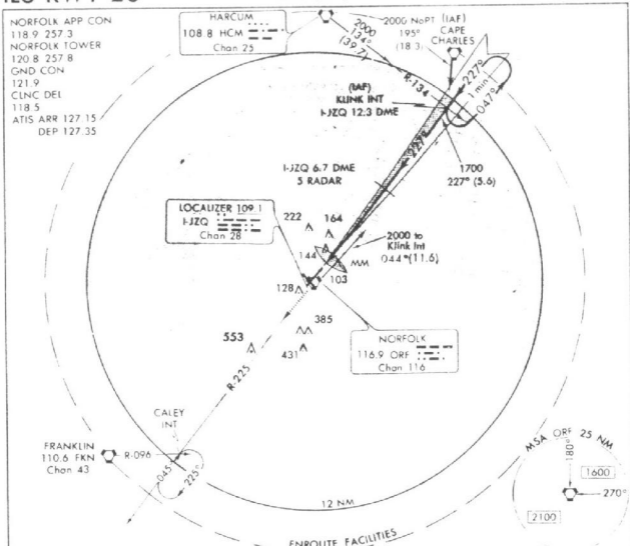 NORFOLK APP CON
118.9 257.3
NORFOLK TOWER
120.8 257.8
GND CON
121.9
CLNC DEL
118.5
ATIS ARR 127.15
DEP 127.35
HARCUM
108.8 HCM
Chan 25
2000
134°
(39.7)
R-134
2000 NoPT (IAF)
195° CAPE
(18.3) CHARLES
(IAF)
KLINK INT
I-JZQ 12.3 DME
227°
1 min
047°
227°
1700
227° (5.6)
I-JZQ 6.7 DME
5 RADAR
LOCALIZER 109.1
I-JZQ
Chan 28
222
164
2000 to
Klink Int
044°(11.6)
144
MM
103
128
385
553
431
NORFOLK
116.9 ORF
Chan 116
R-225
CALEY
INT
FRANKLIN
110.6 FKN
Chan 43
R-096
045°
225°
12 NM
ENROUTE FACILITIES
MSA ORF 25 NM
180°
1600
270°
2100